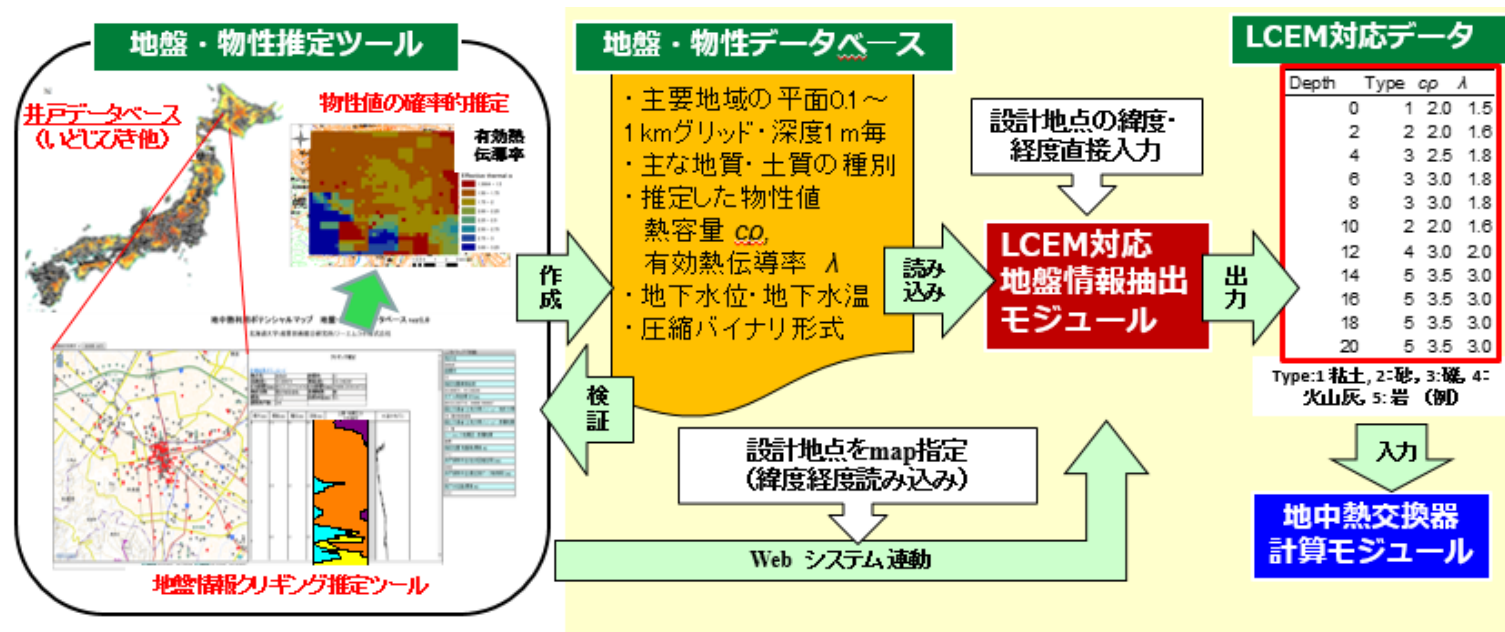 地盤・物性推定ツール
井戸データベース
(いどじびき他)
物性値の確率的推定
有効熱
伝導率
地盤情報クリギング推定ツール
作成
検証
地盤・物性データベース
・主要地域の平面0.1～
1kmグリッド・深度1m毎
・主な地質・土質の種別
・推定した物性値
熱容量 cρ,
有効熱伝導率 λ
・地下水位・地下水温
・圧縮バイナリ形式
設計地点をmap指定
(緯度経度読み込み)
Web システム連動
読み
込み
設計地点の緯度・
経度直接入力
LCEM対応
地盤情報抽出
モジュール
出力
LCEM対応データ
Depth Type cρ λ
0 1 2.0 1.5
2 2 2.0 1.6
4 3 2.5 1.8
6 3 3.0 1.8
8 3 3.0 1.8
10 2 2.0 1.6
12 4 3.0 2.0
14 5 3.5 3.0
16 5 3.5 3.0
18 5 3.5 3.0
20 5 3.5 3.0
Type:1 粘土, 2:砂, 3:礫, 4:
火山灰, 5:岩 (例)
入力
地中熱交換器
計算モジュール